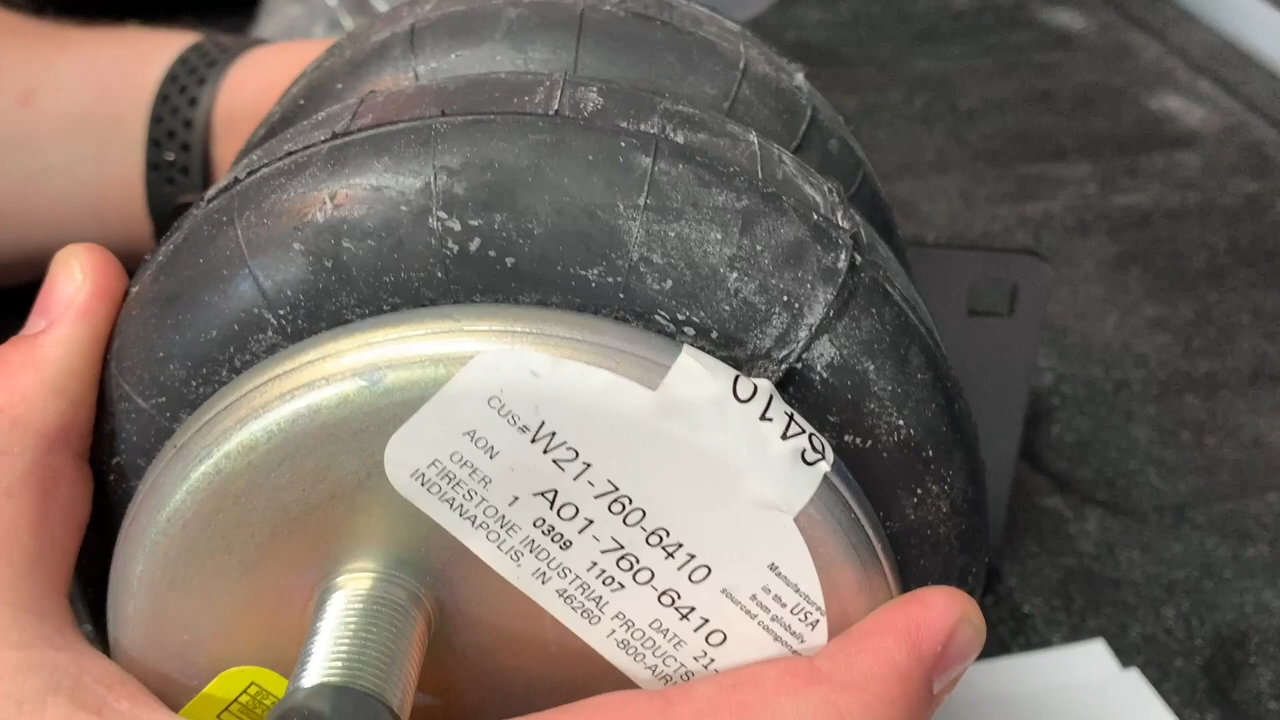 6410
CUS# W21-760-6410
AON A01-760-6410
OPER. 1 0309 1107 DATE 21-
FIRESTONE INDUSTRIAL PRODUCTS
INDIANAPOLIS, IN 46260 1-800-AIR
Manufactured
in the USA
from globally
sourced